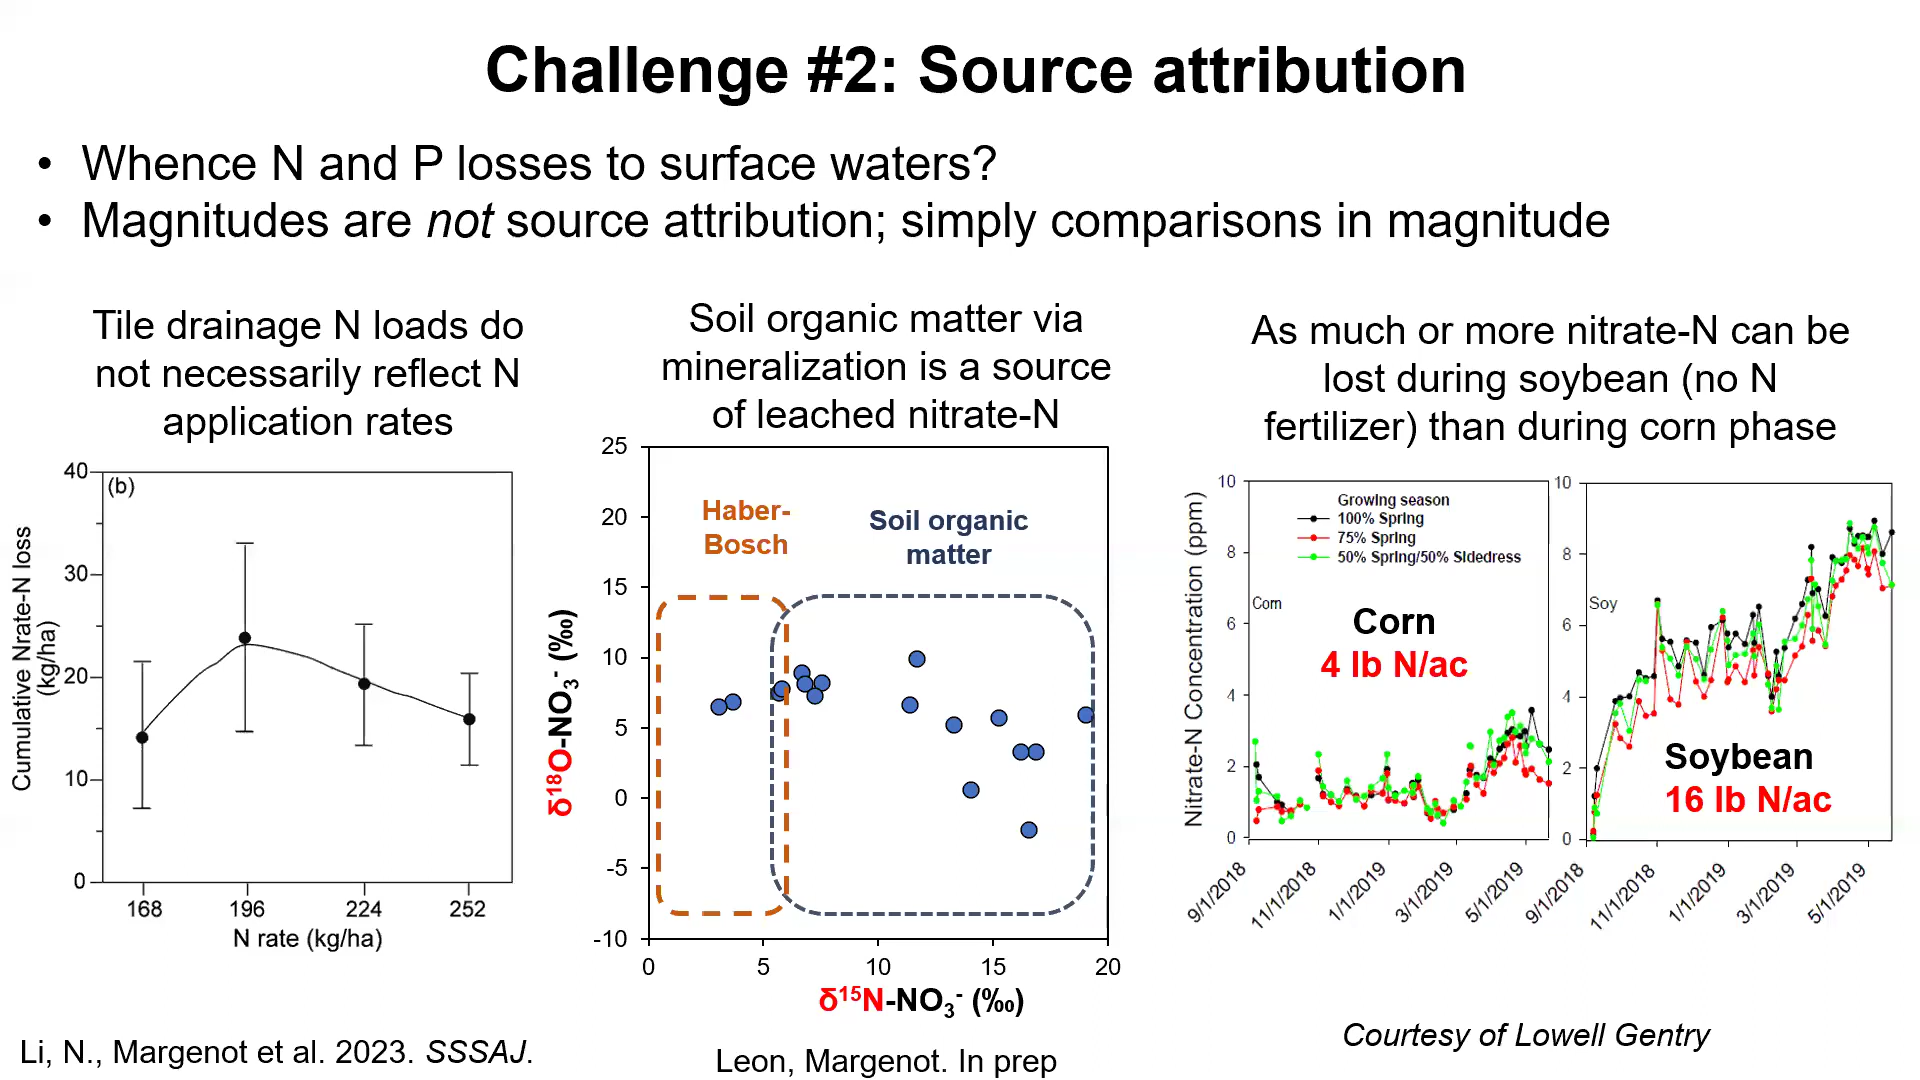 Challenge #2: Source attribution
• Whence N and P losses to surface waters?
• Magnitudes are not source attribution; simply comparisons in magnitude
Tile drainage N loads do
not necessarily reflect N
application rates
(b)
40
30
20
10
0
Cumulative Nrate-N loss
(kg/ha)
168 196 224 252
N rate (kg/ha)
Li, N., Margenot et al. 2023. SSSAJ.
Soil organic matter via
mineralization is a source
of leached nitrate-N
25
20
15
10
5
0
-5
-10
Haber-
Bosch
Soil organic
matter
δ¹⁸O-NO₃⁻ (‰)
0 5 10 15 20
δ¹⁵N-NO₃⁻ (‰)
Leon, Margenot. In prep
As much or more nitrate-N can be
lost during soybean (no N
fertilizer) than during corn phase
Nitrate-N Concentration (ppm)
10
8
6
4
2
0
Growing season
100% Spring
75% Spring
50% Spring/50% Sidedress
Corn
Corn
4 lb N/ac
9/1/2018 11/1/2018 1/1/2019 3/1/2019 5/1/2019
10
8
6
4
2
0
Soy
Soybean
16 lb N/ac
9/1/2018 11/1/2018 1/1/2019 3/1/2019 5/1/2019
Courtesy of Lowell Gentry